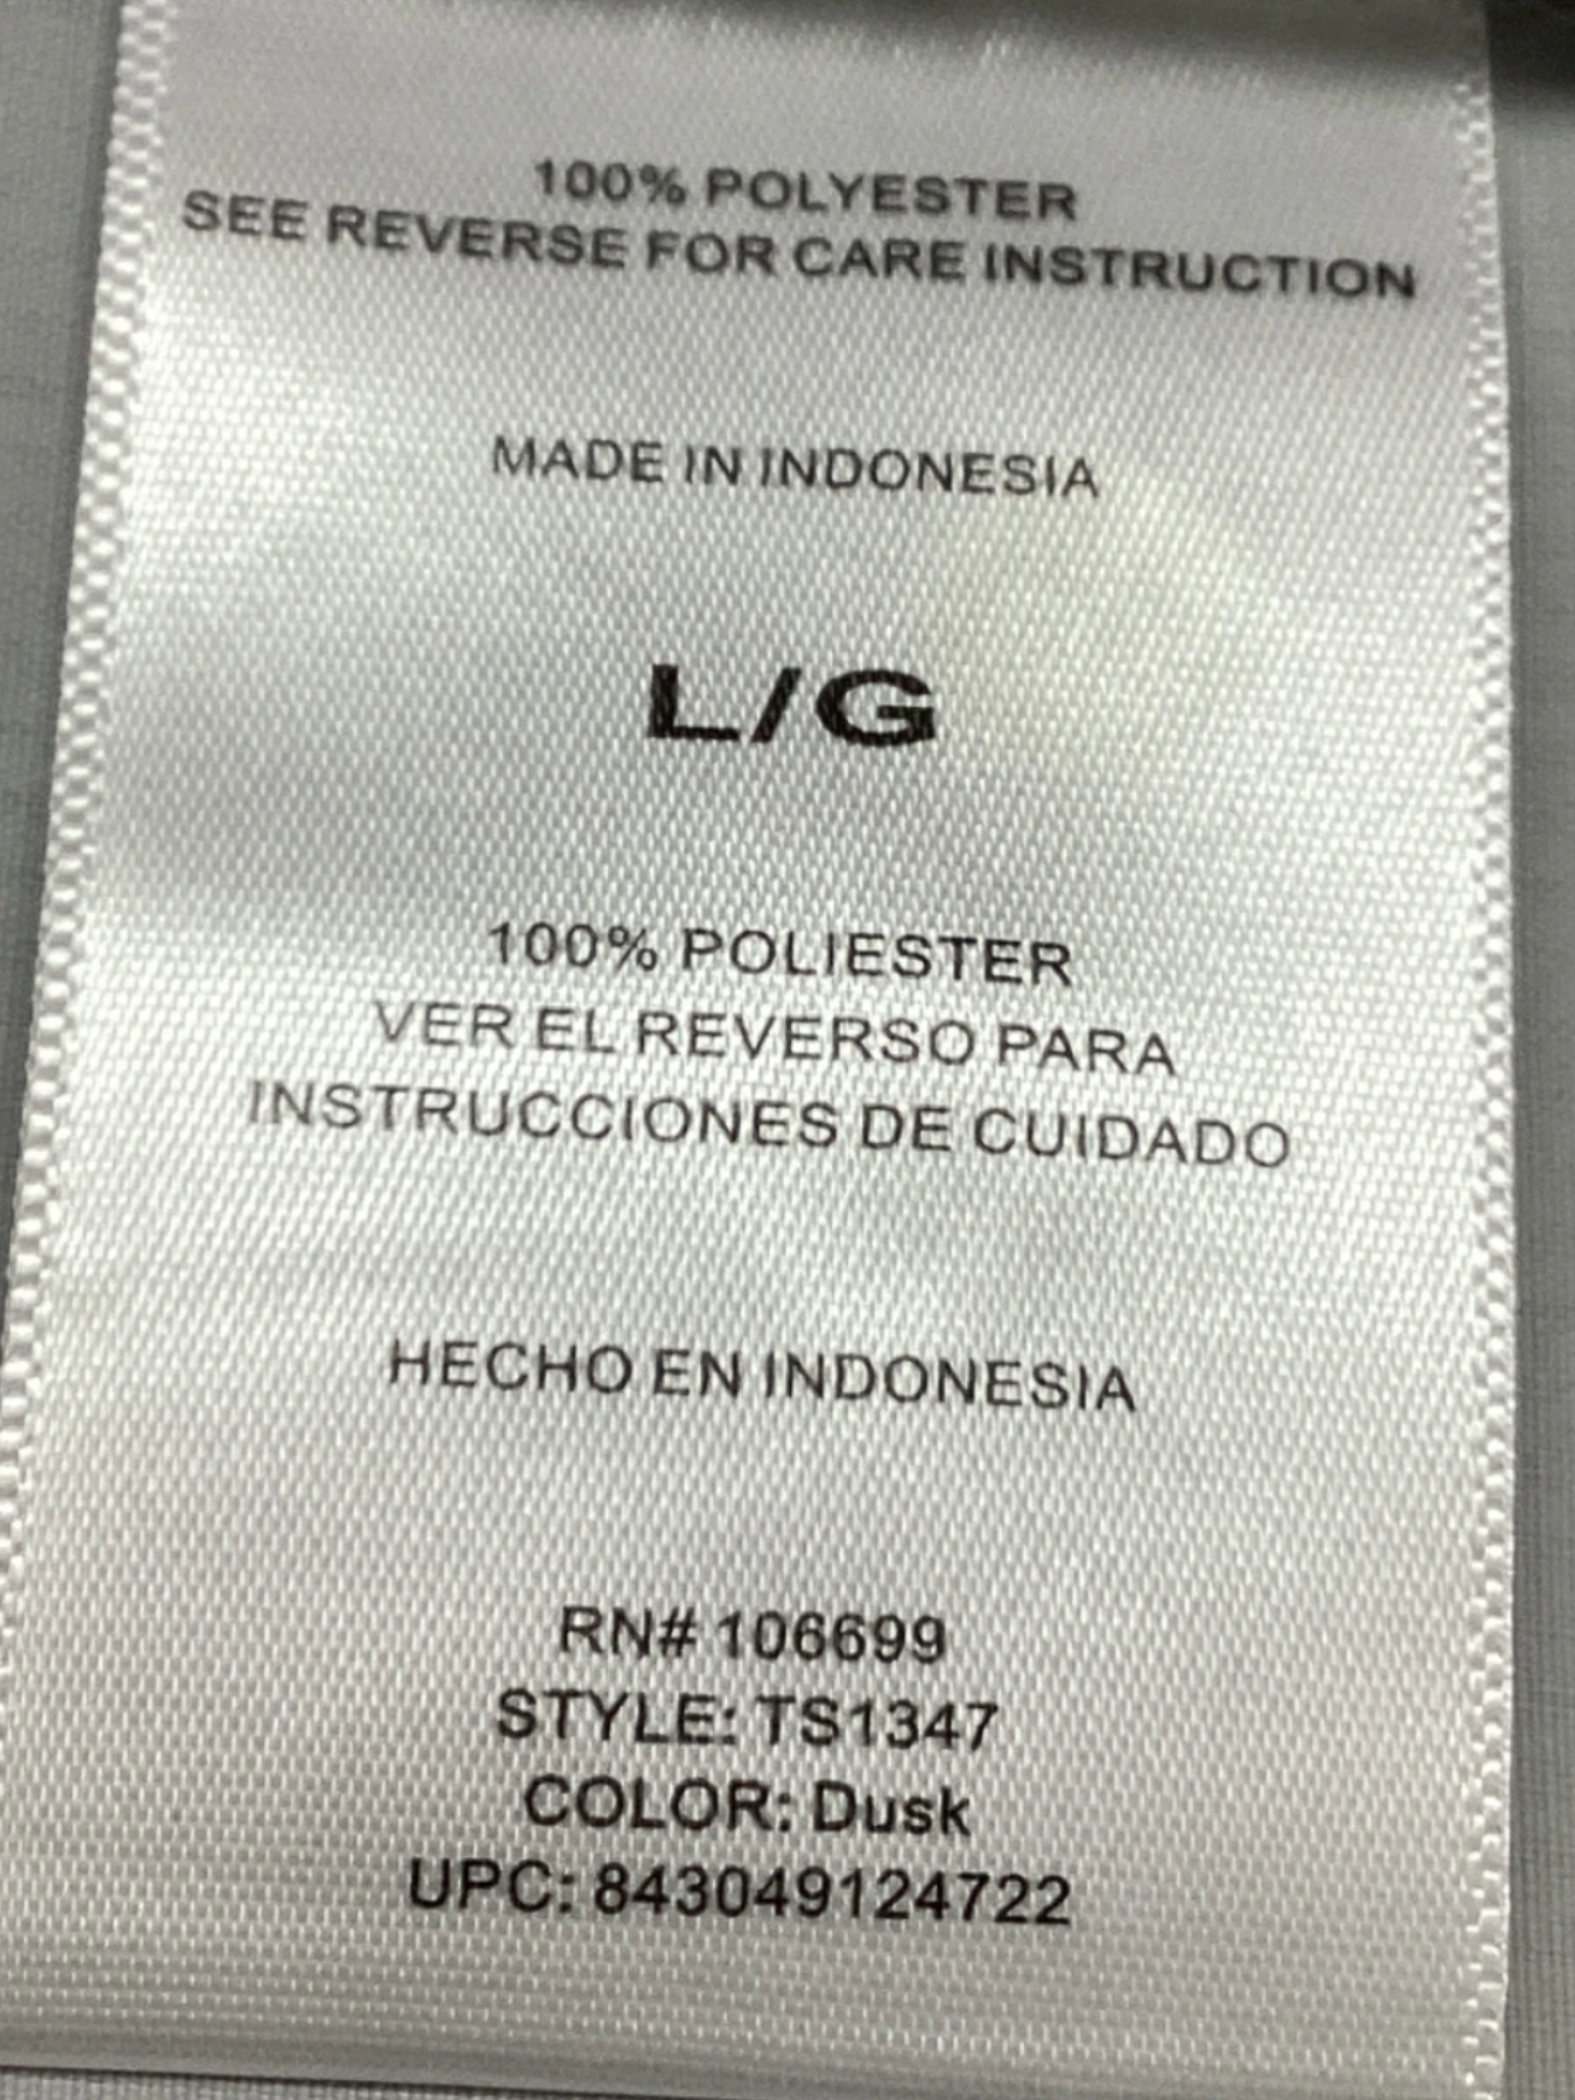 100% POLYESTER
SEE REVERSE FOR CARE INSTRUCTION
MADE IN INDONESIA
L/G
100% POLIESTER
VER EL REVERSO PARA
INSTRUCCIONES DE CUIDADO
HECHO EN INDONESIA
RN# 106699
STYLE: TS1347
COLOR: Dusk
UPC: 843049124722